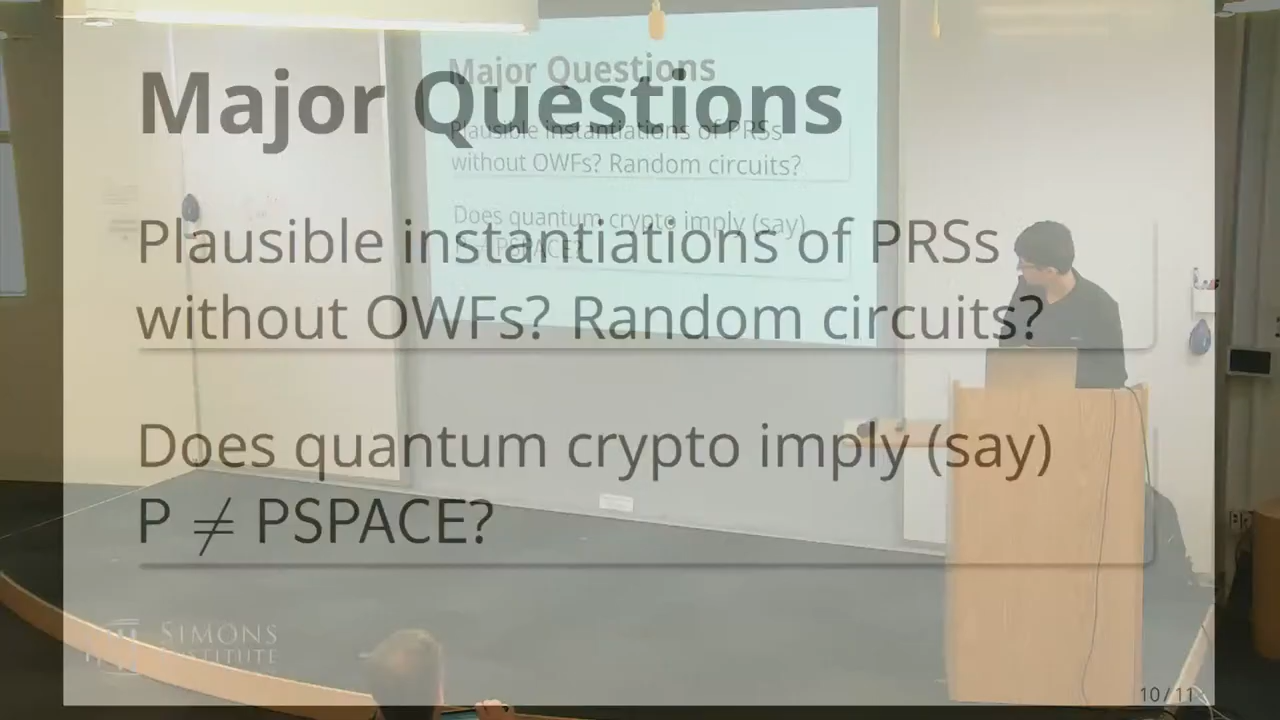 Major Questions
Plausible instantiations of PRSs
without OWFs? Random circuits?
Does quantum crypto imply (say)
P ≠ PSPACE?
Major Questions
Plausible instantiations of PRSs
without OWFs? Random circuits?
Does quantum crypto imply (say)
P ≠ PSPACE?
SIMONS
INSTITUTE
10/11